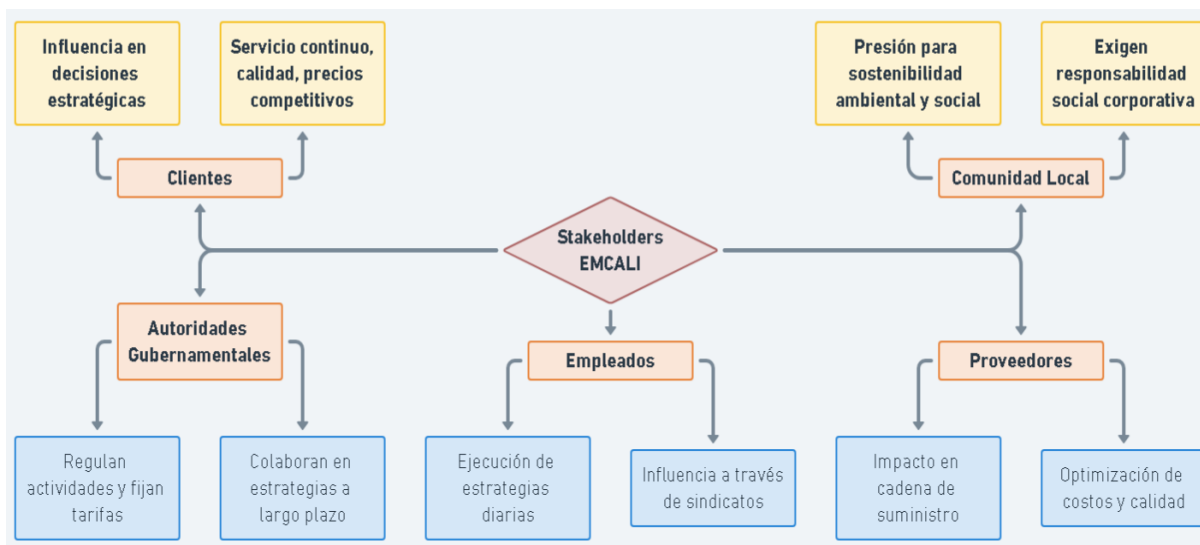 Influencia en
decisiones
estratégicas
Servicio continuo,
calidad, precios
competitivos
Presión para
sostenibilidad
ambiental y social
Exigen
responsabilidad
social corporativa
Clientes
Comunidad Local
Stakeholders
EMCALI
Autoridades
Gubernamentales
Empleados
Proveedores
Regulan
actividades y fijan
tarifas
Colaboran en
estrategias a
largo plazo
Ejecución de
estrategias
diarias
Influencia a través
de sindicatos
Impacto en
cadena de
suministro
Optimización de
costos y calidad